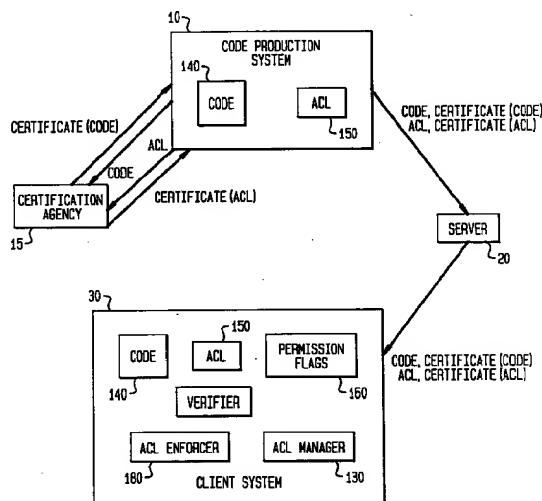 10
CODE PRODUCTION
SYSTEM
140
CODE
ACL
150
CERTIFICATE (CODE)
CODE
ACL
CERTIFICATE (ACL)
CERTIFICATION
AGENCY
15
CODE, CERTIFICATE (CODE)
ACL, CERTIFICATE (ACL)
SERVER
20
30
CODE
140
150
ACL
PERMISSION
FLAGS
160
VERIFIER
ACL ENFORCER
180
ACL MANAGER
130
CLIENT SYSTEM
CODE, CERTIFICATE (CODE)
ACL, CERTIFICATE (ACL)